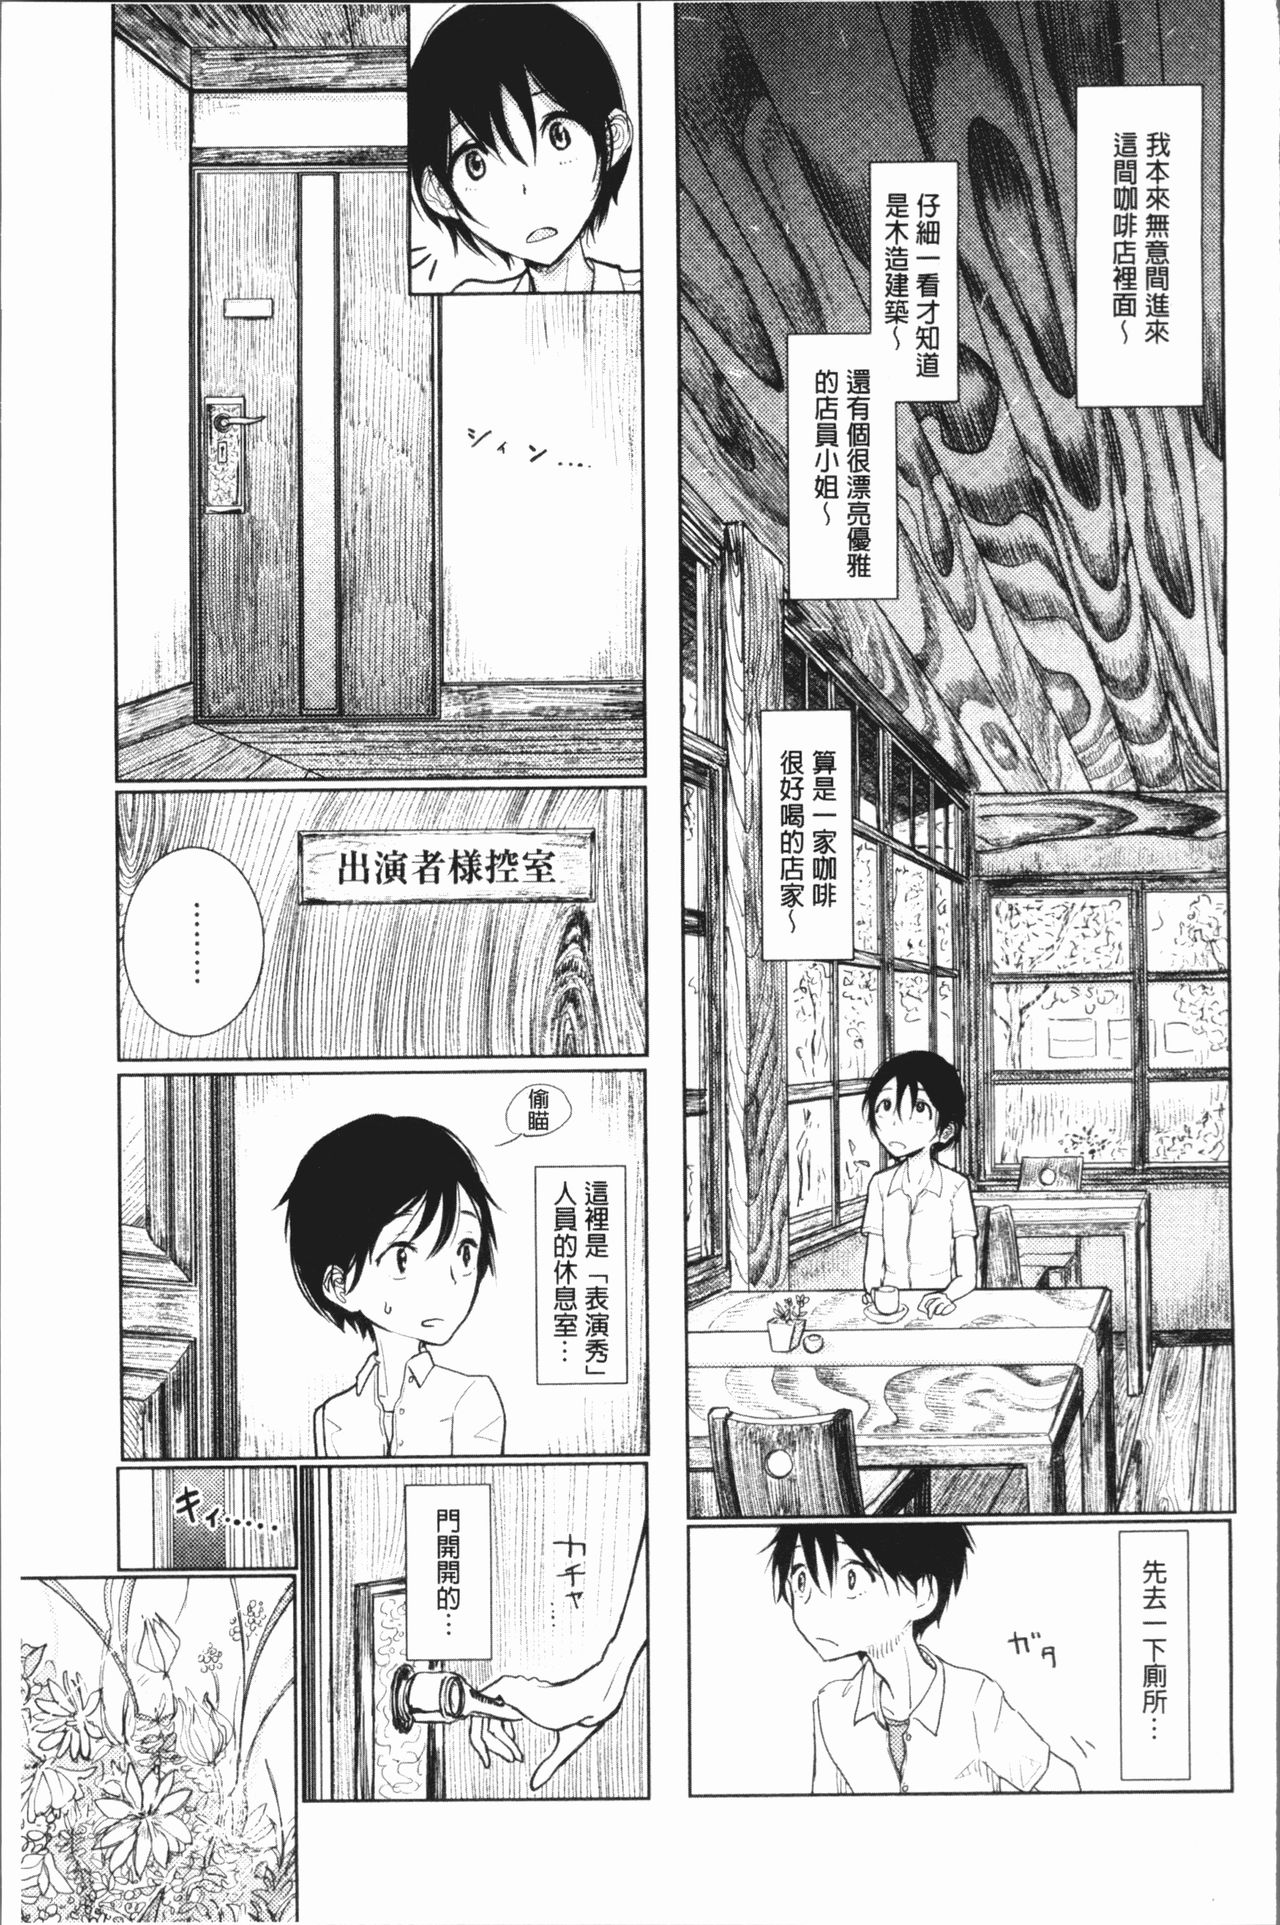 我本來無意間進來
這間咖啡店裡面～
仔細一看才知道
是木造建築～
還有個很漂亮優雅
的店員小姐～
算是一家咖啡
很好喝的店家～
先去一下廁所…
ガタ
シィン....
出演者様控室
………
偷瞄
這裡是「表演秀」
人員的休息室…
門開開的…
カチャ……
キィ……